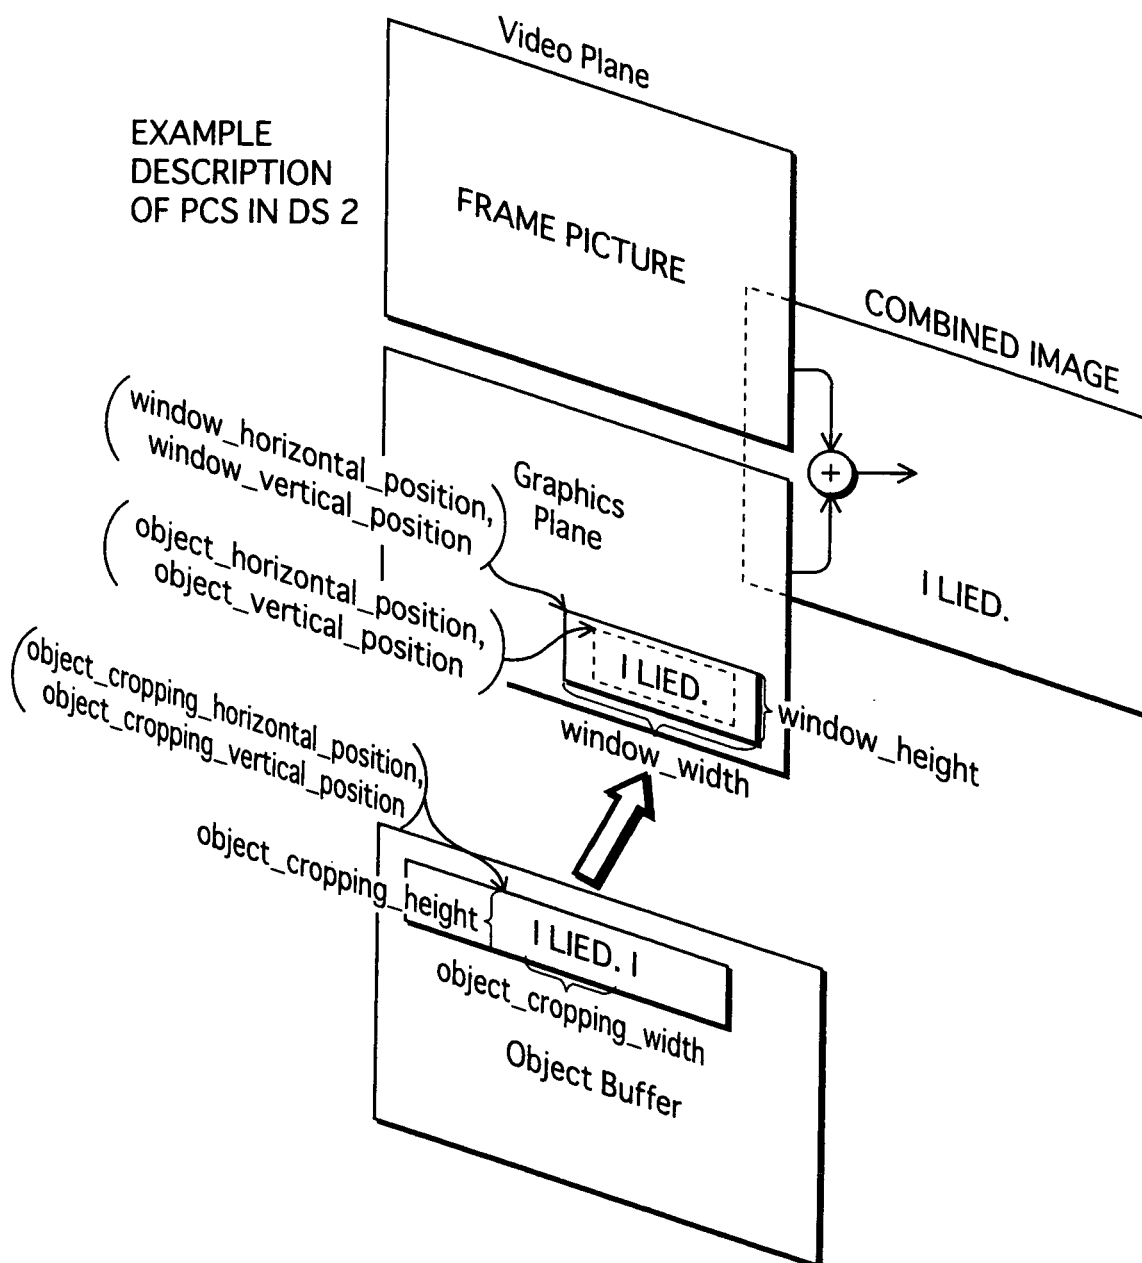 Video Plane
EXAMPLE
DESCRIPTION
OF PCS IN DS 2
FRAME PICTURE
COMBINED IMAGE
(window_horizontal_position,
window_vertical_position)
Graphics
Plane
+
(object_horizontal_position,
object_vertical_position)
I LIED.
I LIED.
(object_cropping_horizontal_position,
object_cropping_vertical_position)
window_height
window_width
object_cropping_height
I LIED. I
object_cropping_width
Object Buffer